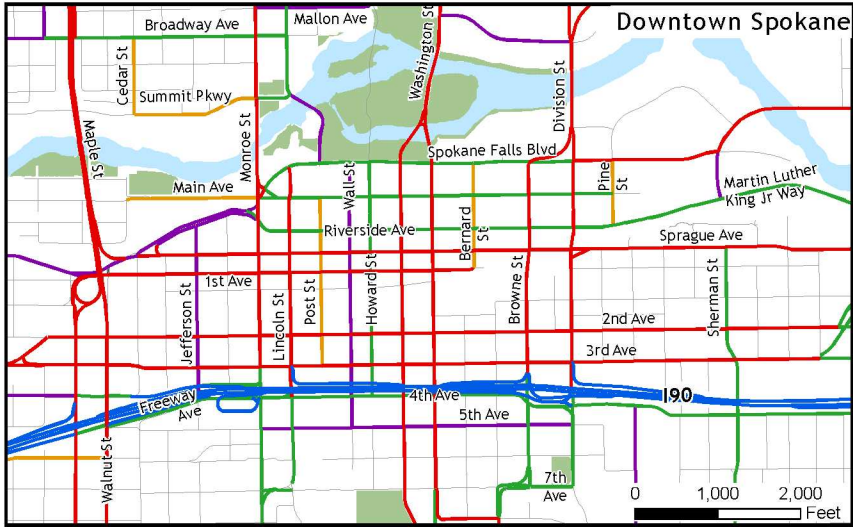 Downtown Spokane
Broadway Ave
Mallon Ave
Washington St
Cedar St
Division St
Summit Pkwy
Monroe St
Maple St
Spokane Falls Blvd
Main Ave
Wall St
Pine
St
Martin Luther
King Jr Way
Riverside Ave
Bernard
St
Sprague Ave
1st Ave
Jefferson St
Lincoln St
Post St
Howard St
Browne St
Sherman St
2nd Ave
3rd Ave
Freeway
Ave
4th Ave
I90
5th Ave
Walnut St
7th
Ave
0 1,000 2,000
Feet